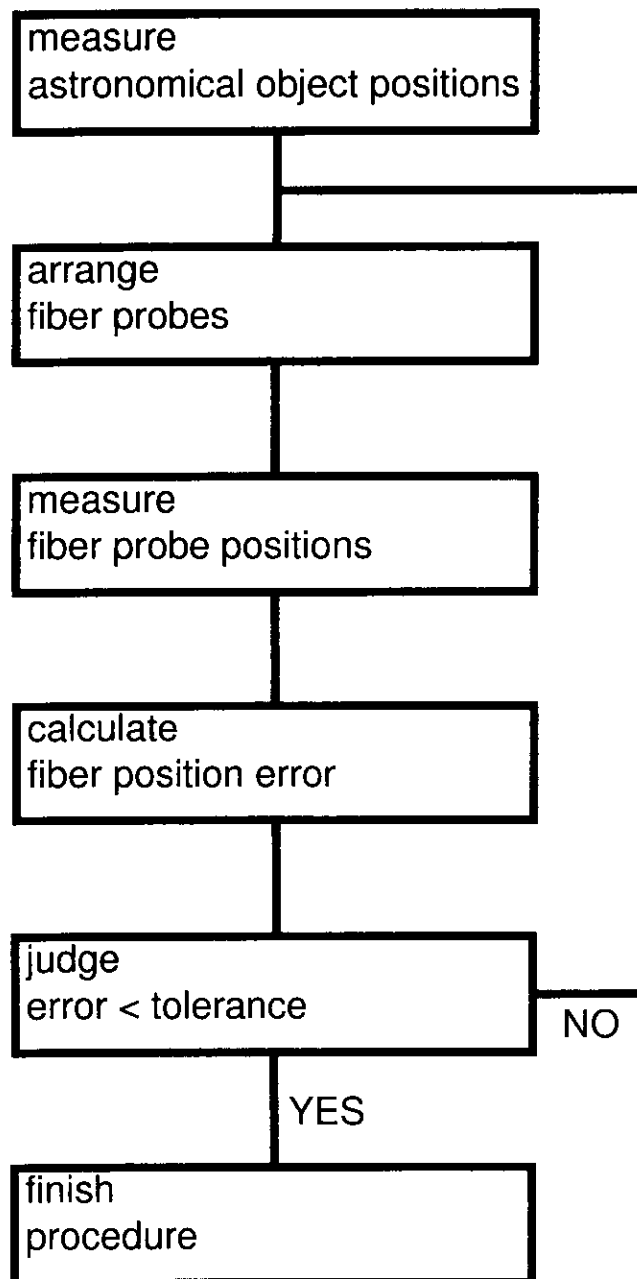 measure
astronomical object positions
arrange
fiber probes
measure
fiber probe positions
calculate
fiber position error
judge
error < tolerance
NO
YES
finish
procedure